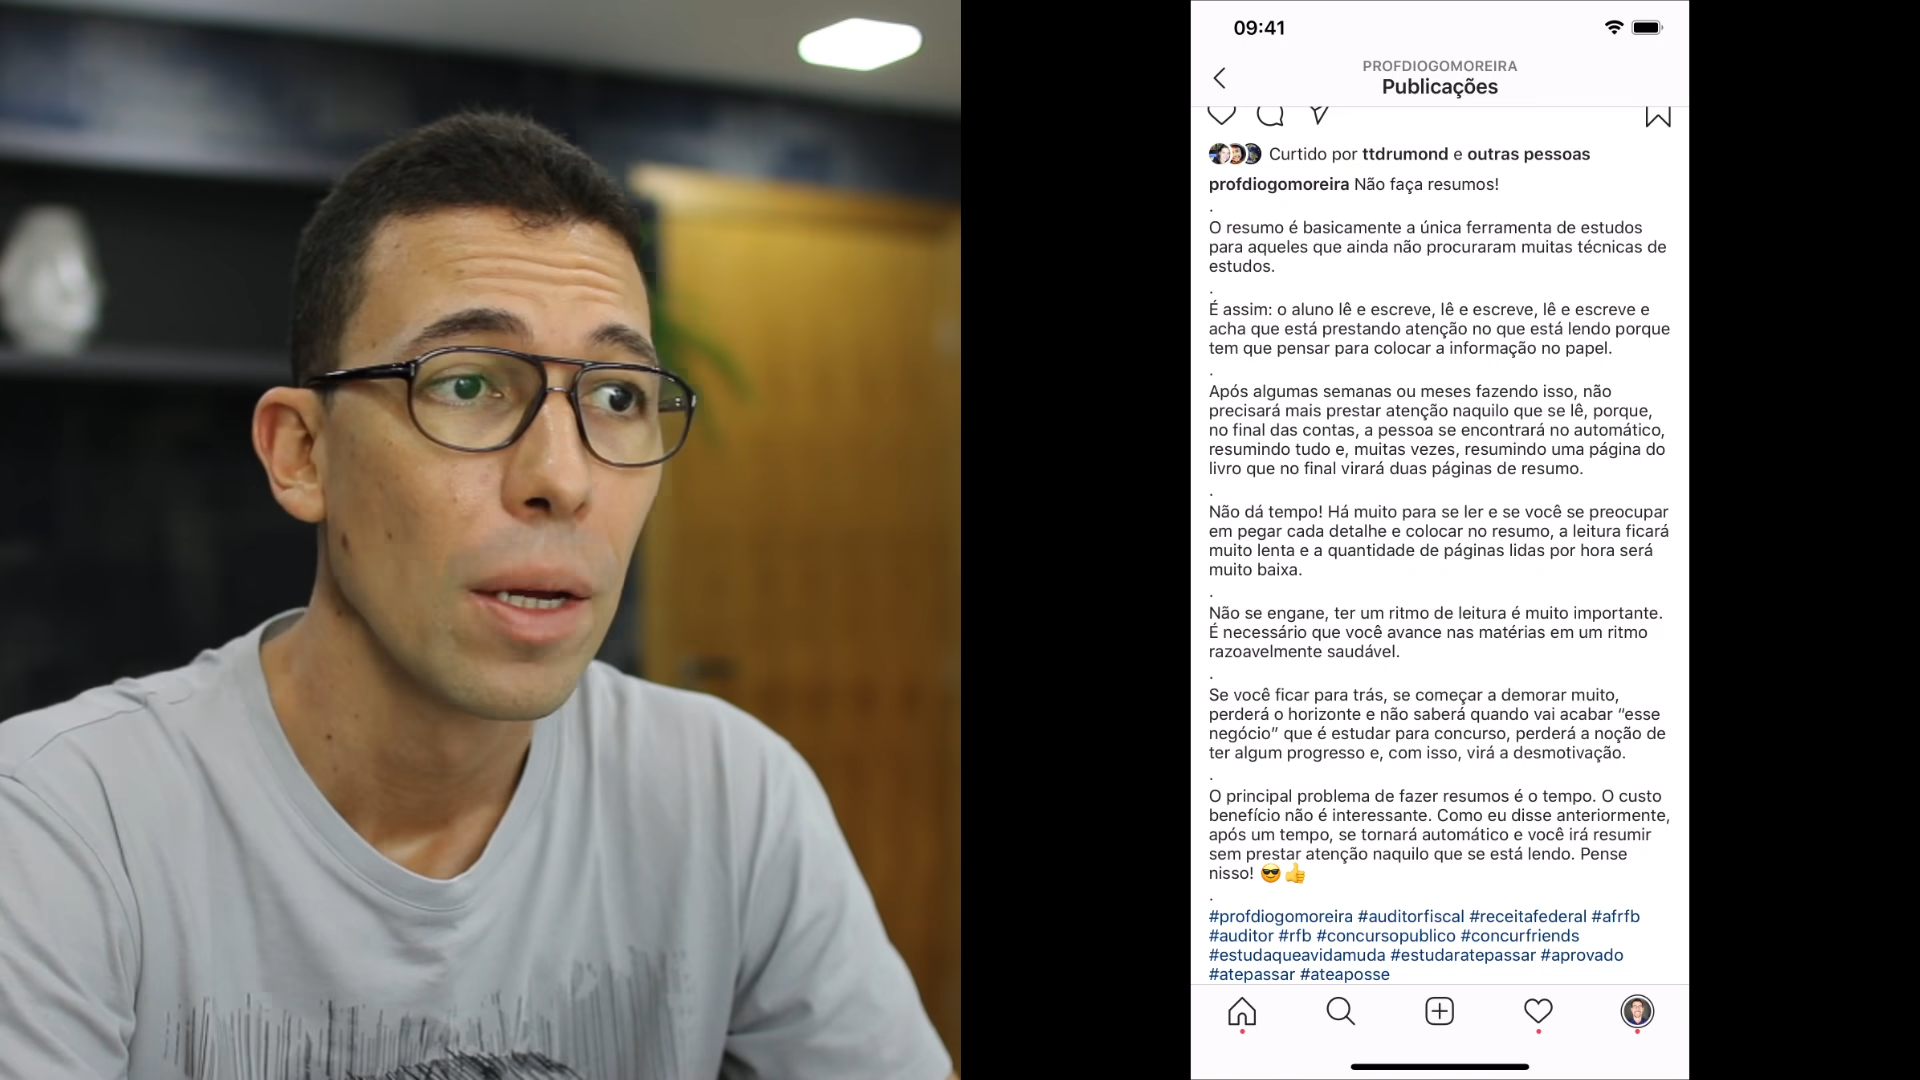 09:41
PROFDIOGOMOREIRA
Publicações
Curtido por ttdrumond e outras pessoas
profdiogomoreira Não faça resumos!
.
O resumo é basicamente a única ferramenta de estudos
para aqueles que ainda não procuraram muitas técnicas de
estudos.
.
É assim: o aluno lê e escreve, lê e escreve, lê e escreve e
acha que está prestando atenção no que está lendo porque
tem que pensar para colocar a informação no papel.
.
Após algumas semanas ou meses fazendo isso, não
precisará mais prestar atenção naquilo que se lê, porque,
no final das contas, a pessoa se encontrará no automático,
resumindo tudo e, muitas vezes, resumindo uma página do
livro que no final virará duas páginas de resumo.
.
Não dá tempo! Há muito para se ler e se você se preocupar
em pegar cada detalhe e colocar no resumo, a leitura ficará
muito lenta e a quantidade de páginas lidas por hora será
muito baixa.
.
Não se engane, ter um ritmo de leitura é muito importante.
É necessário que você avance nas matérias em um ritmo
razoavelmente saudável.
.
Se você ficar para trás, se começar a demorar muito,
perderá o horizonte e não saberá quando vai acabar “esse
negócio” que é estudar para concurso, perderá a noção de
ter algum progresso e, com isso, virá a desmotivação.
.
O principal problema de fazer resumos é o tempo. O custo
benefício não é interessante. Como eu disse anteriormente,
após um tempo, se tornará automático e você irá resumir
sem prestar atenção naquilo que se está lendo. Pense
nisso! 😎👍
.
#profdiogomoreira #auditorfiscal #receitafederal #afrfb
#auditor #rfb #concursopublico #concurfriends
#estudaqueavidamuda #estudaratepassar #aprovado
#atepassar #ateaposse